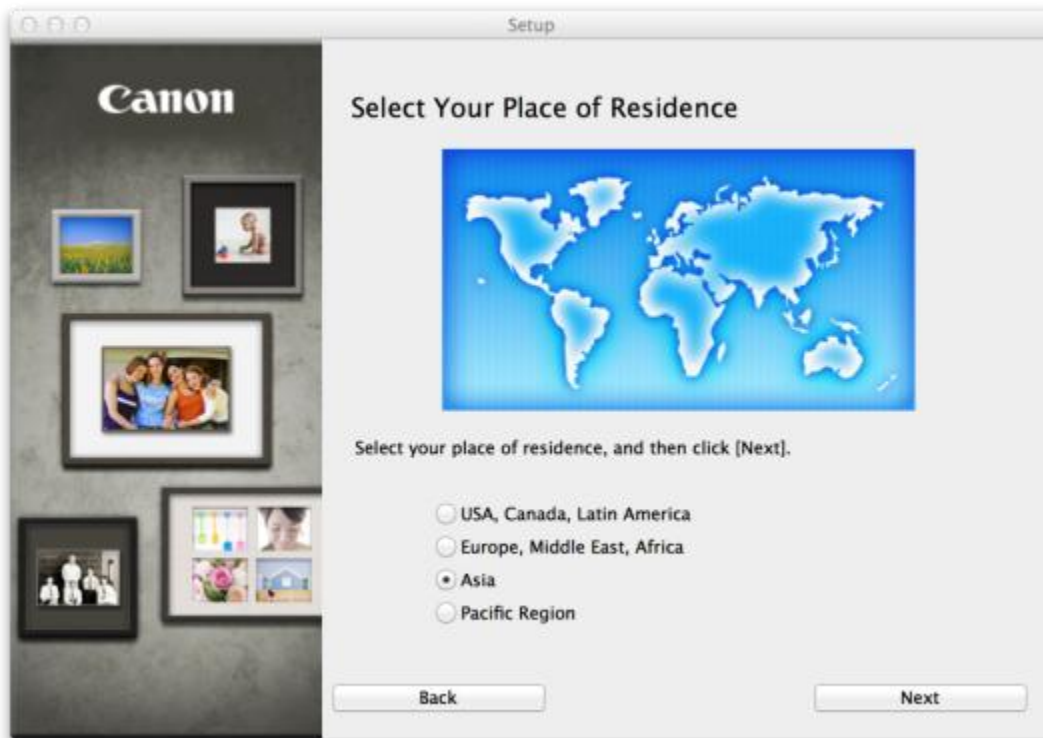 Setup
Canon
Select Your Place of Residence
Select your place of residence, and then click [Next].
USA, Canada, Latin America
Europe, Middle East, Africa
Asia
Pacific Region
Back
Next